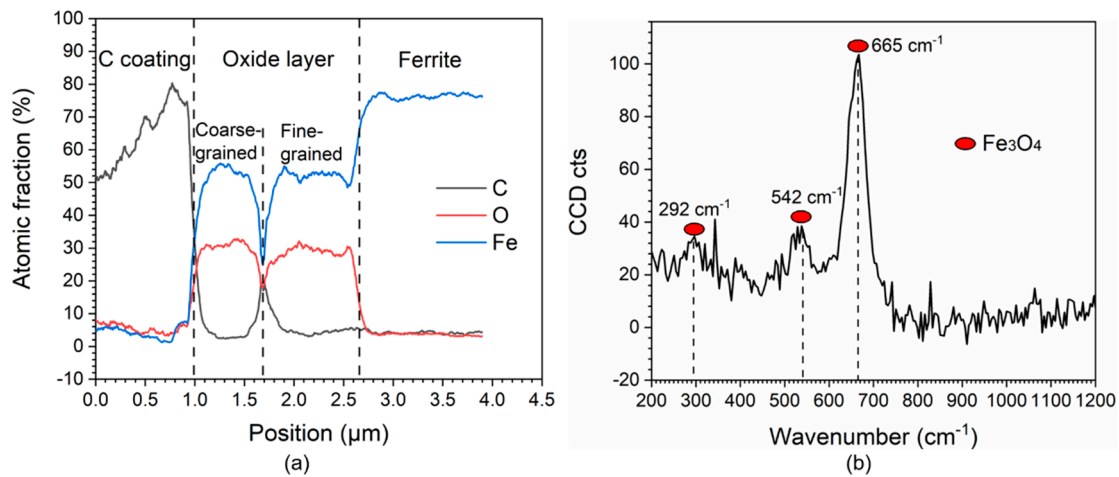 100
90
80
70
60
50
40
30
20
10
0
-10
Atomic fraction (%)
C coating
Oxide layer
Ferrite
Coarse-
grained
Fine-
grained
C
O
Fe
0.0 0.5 1.0 1.5 2.0 2.5 3.0 3.5 4.0 4.5
Position (μm)
(a)
100
80
60
40
20
0
-20
CCD cts
665 cm⁻¹
Fe₃O₄
542 cm⁻¹
292 cm⁻¹
200 300 400 500 600 700 800 900 1000 1100 1200
Wavenumber (cm⁻¹)
(b)